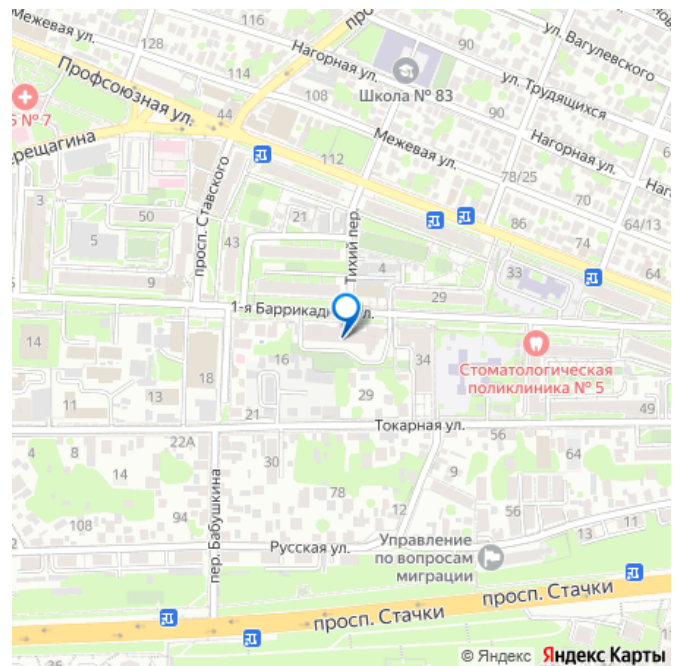 Межевая ул.
116
просп
ул. Вагулевского
128
Нагорная ул.
90
114
Профсоюзная ул.
Школа № 83
ул. Трудящихся
108
44
90
5 № 7
Межевая ул.
Нагорная ул.
ерещагина
112
78/25
Наг
3
просп. Ставского
70
50
21
Тихий пер.
86
64/13
5
43
74
4
33
64
9
29
1-я Баррикадн
л.
14
18
16
34
Стоматологическая
поликлиника № 5
11
13
29
49
21
Токарная ул.
22А
56
56
4
8
30
9
64
14
78
пер. Бабушкина
94
12
108
13
11
Русская ул.
Управление
по вопросам
миграции
просп. Стачки
просп. Стачки
© Яндекс Яндекс Карты